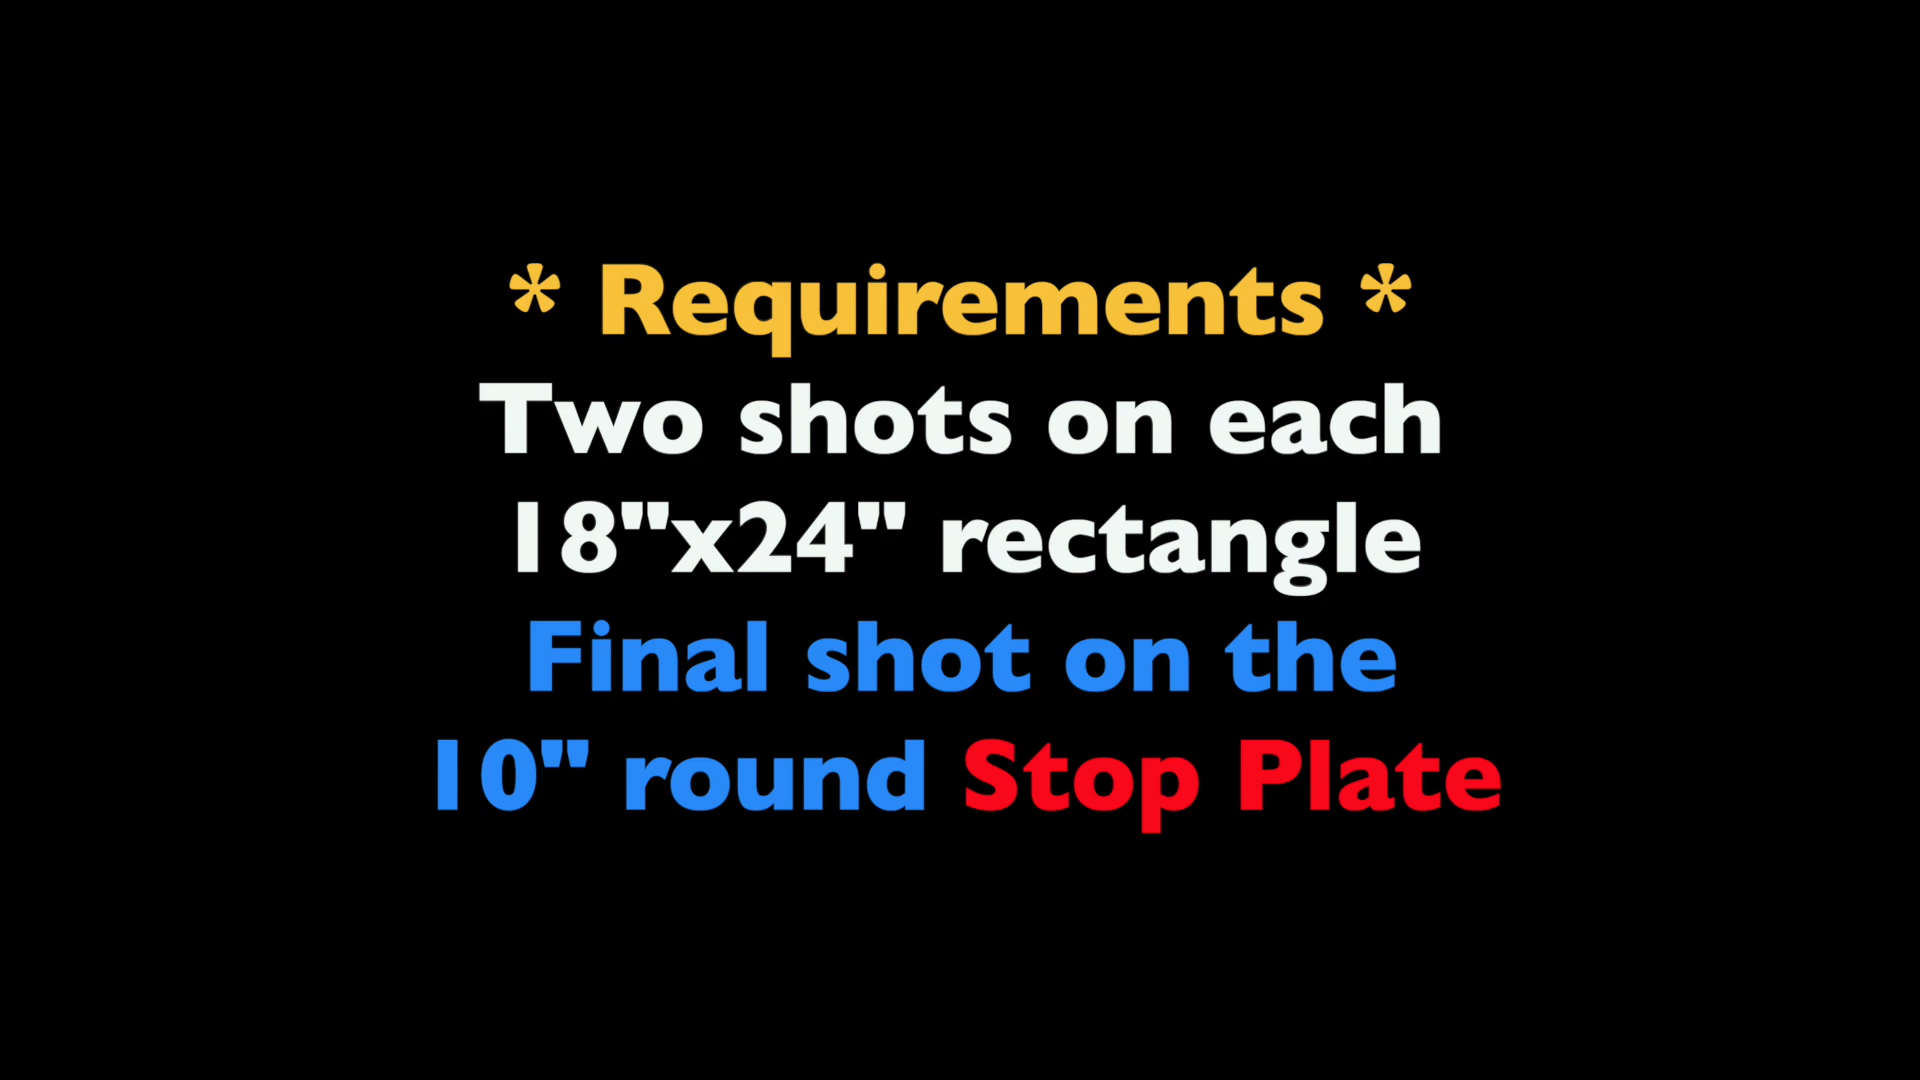 * Requirements *
Two shots on each
18"x24" rectangle
Final shot on the
10" round Stop Plate